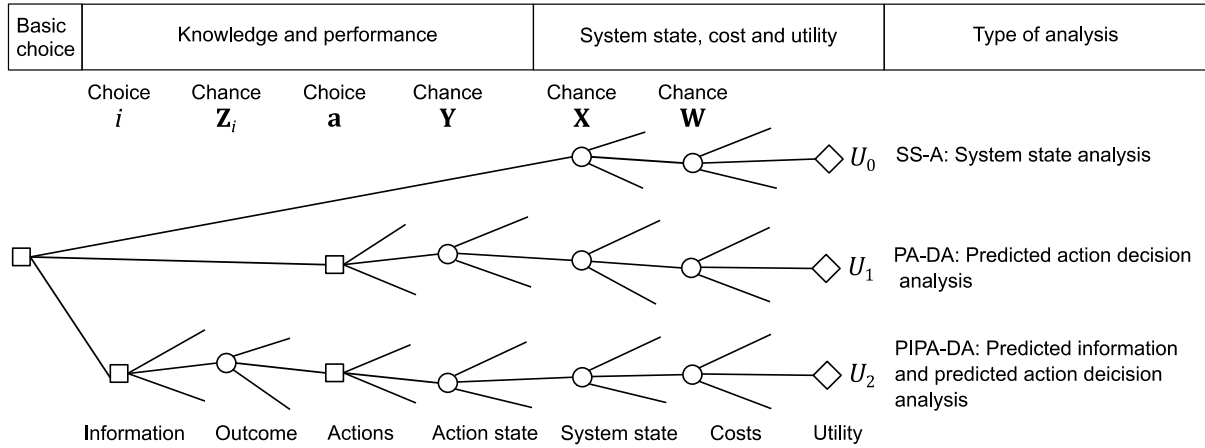 Basic choice
Knowledge and performance
System state, cost and utility
Type of analysis
Choice Chance Choice Chance Chance Chance
i Z_i a Y X W
U_0 SS-A: System state analysis
U_1 PA-DA: Predicted action decision
analysis
U_2 PIPA-DA: Predicted information
and predicted action deicision
analysis
Information Outcome Actions Action state System state Costs Utility